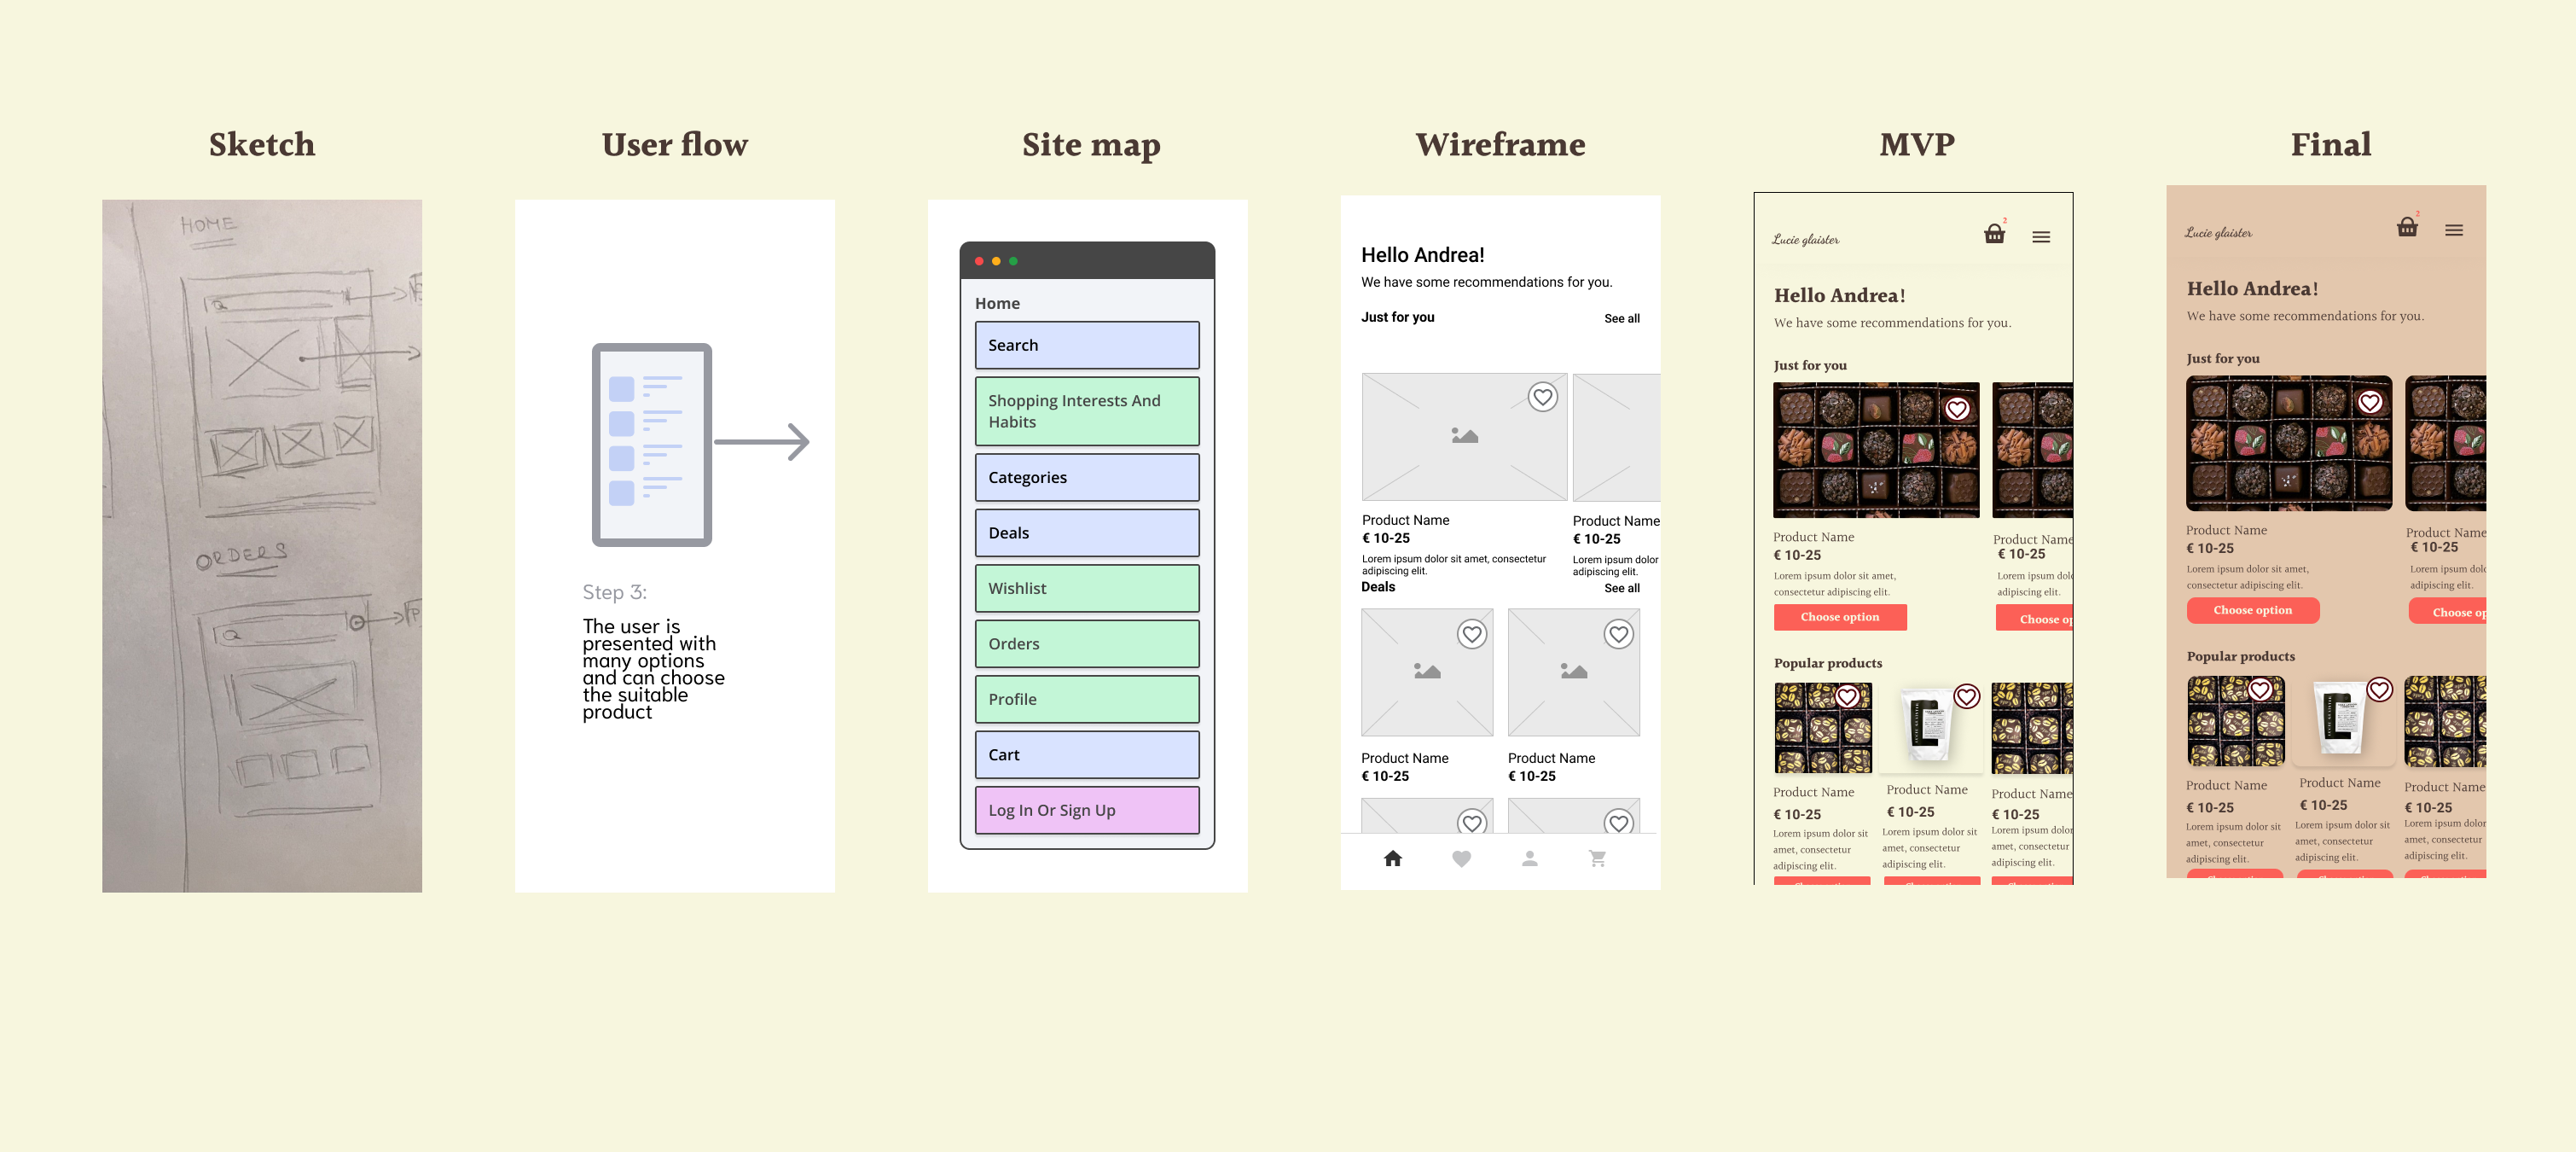 Sketch
HOME
ORDERS
User flow
Step 3:
The user is
presented with
many options
and can choose
the suitable
product
Site map
Home
Search
Shopping Interests And
Habits
Categories
Deals
Wishlist
Orders
Profile
Cart
Log In Or Sign Up
Wireframe
Hello Andrea!
We have some recommendations for you.
Just for you
See all
Product Name
€ 10-25
Lorem ipsum dolor sit amet, consectetur
adipiscing elit.
Product Name
€ 10-25
Lorem ipsum dolor
adipiscing elit.
Deals
See all
Product Name
€ 10-25
Product Name
€ 10-25
MVP
Lucie glaister
2
Hello Andrea!
We have some recommendations for you.
Just for you
Product Name
€ 10-25
Lorem ipsum dolor sit amet,
consectetur adipiscing elit.
Choose option
Product Name
€ 10-25
Lorem ipsum dolo
adipiscing elit.
Choose op
Popular products
Product Name
€ 10-25
Lorem ipsum dolor sit
amet, consectetur
adipiscing elit.
Product Name
€ 10-25
Lorem ipsum dolor sit
amet, consectetur
adipiscing elit.
Product Name
€ 10-25
Lorem ipsum dolor
amet, consectetur
adipiscing elit.
Final
Lucie glaister
2
Hello Andrea!
We have some recommendations for you.
Just for you
Product Name
€ 10-25
Lorem ipsum dolor sit amet,
consectetur adipiscing elit.
Choose option
Product Name
€ 10-25
Lorem ipsum dolo
adipiscing elit.
Choose op
Popular products
Product Name
€ 10-25
Lorem ipsum dolor sit
amet, consectetur
adipiscing elit.
Product Name
€ 10-25
Lorem ipsum dolor sit
amet, consectetur
adipiscing elit.
Product Name
€ 10-25
Lorem ipsum dolor
amet, consectetur
adipiscing elit.